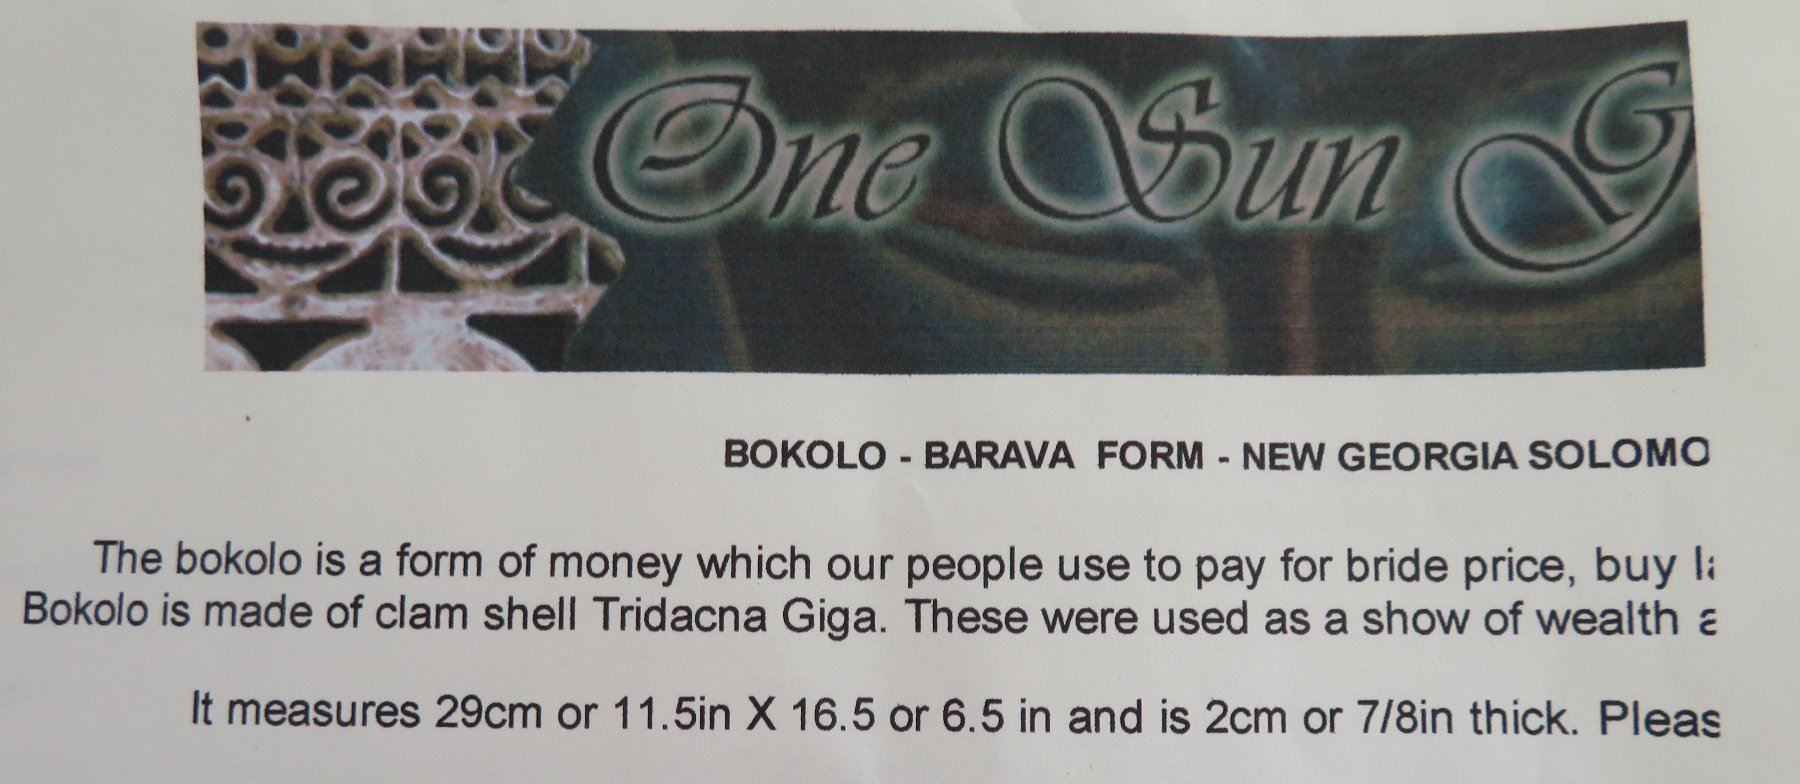 One Sun G
BOKOLO - BARAVA FORM - NEW GEORGIA SOLOMO
The bokolo is a form of money which our people use to pay for bride price, buy
Bokolo is made of clam shell Tridacna Giga. These were used as a show of wealth
It measures 29cm or 11.5in X 16.5 or 6.5 in and is 2cm or 7/8in thick. Pleas